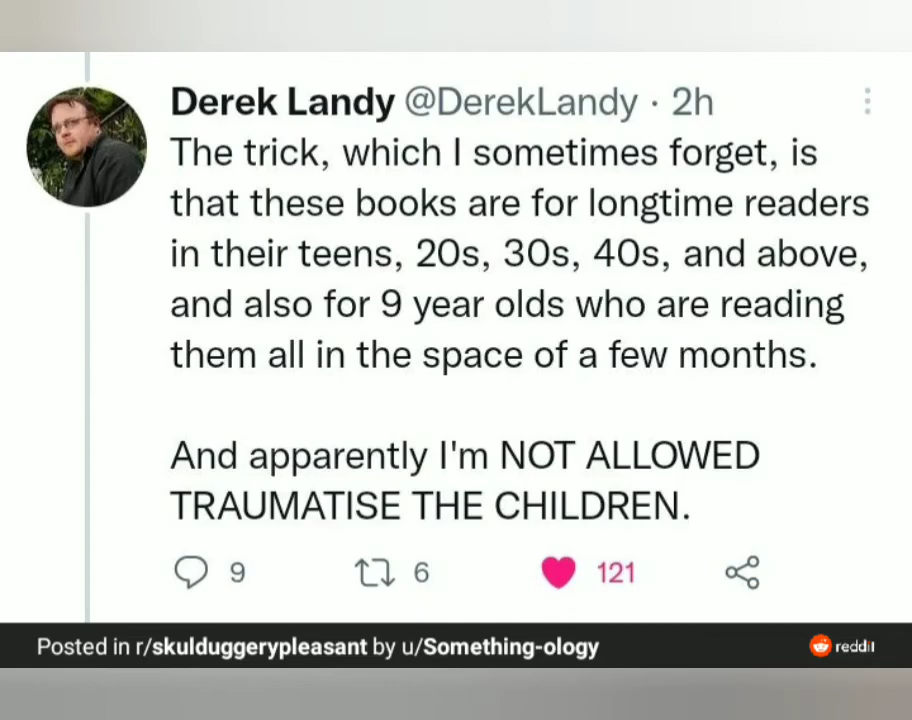 Derek Landy @DerekLandy · 2h
The trick, which I sometimes forget, is
that these books are for longtime readers
in their teens, 20s, 30s, 40s, and above,
and also for 9 year olds who are reading
them all in the space of a few months.
And apparently I'm NOT ALLOWED
TRAUMATISE THE CHILDREN.
9 6 121
Posted in r/skulduggerypleasant by u/Something-ology reddit